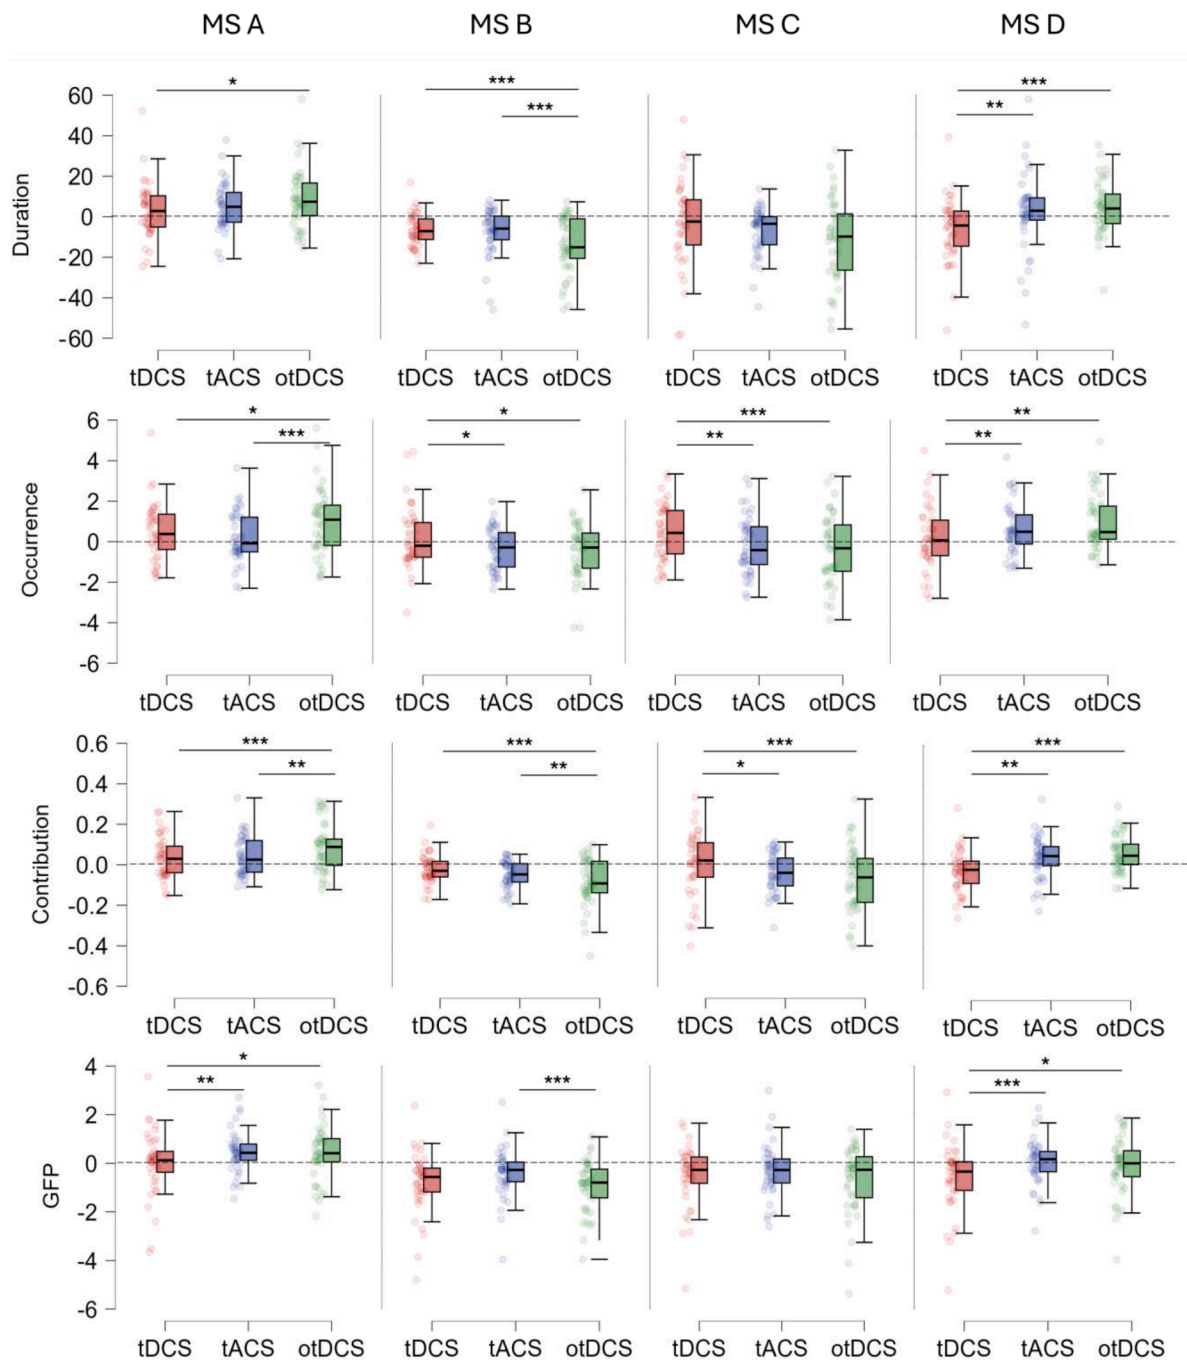 MS A MS B MS C MS D
* *** ***
*** **
Duration
60
40
20
0
-20
-40
-60
tDCS tACS otDCS tDCS tACS otDCS tDCS tACS otDCS tDCS tACS otDCS
* * *** **
*** * ** **
Occurrence
6
4
2
0
-2
-4
-6
tDCS tACS otDCS tDCS tACS otDCS tDCS tACS otDCS tDCS tACS otDCS
*** *** *** ***
** ** * **
Contribution
0.6
0.4
0.2
0.0
-0.2
-0.4
-0.6
tDCS tACS otDCS tDCS tACS otDCS tDCS tACS otDCS tDCS tACS otDCS
* *
** *** ***
GFP
4
2
0
-2
-4
-6
tDCS tACS otDCS tDCS tACS otDCS tDCS tACS otDCS tDCS tACS otDCS